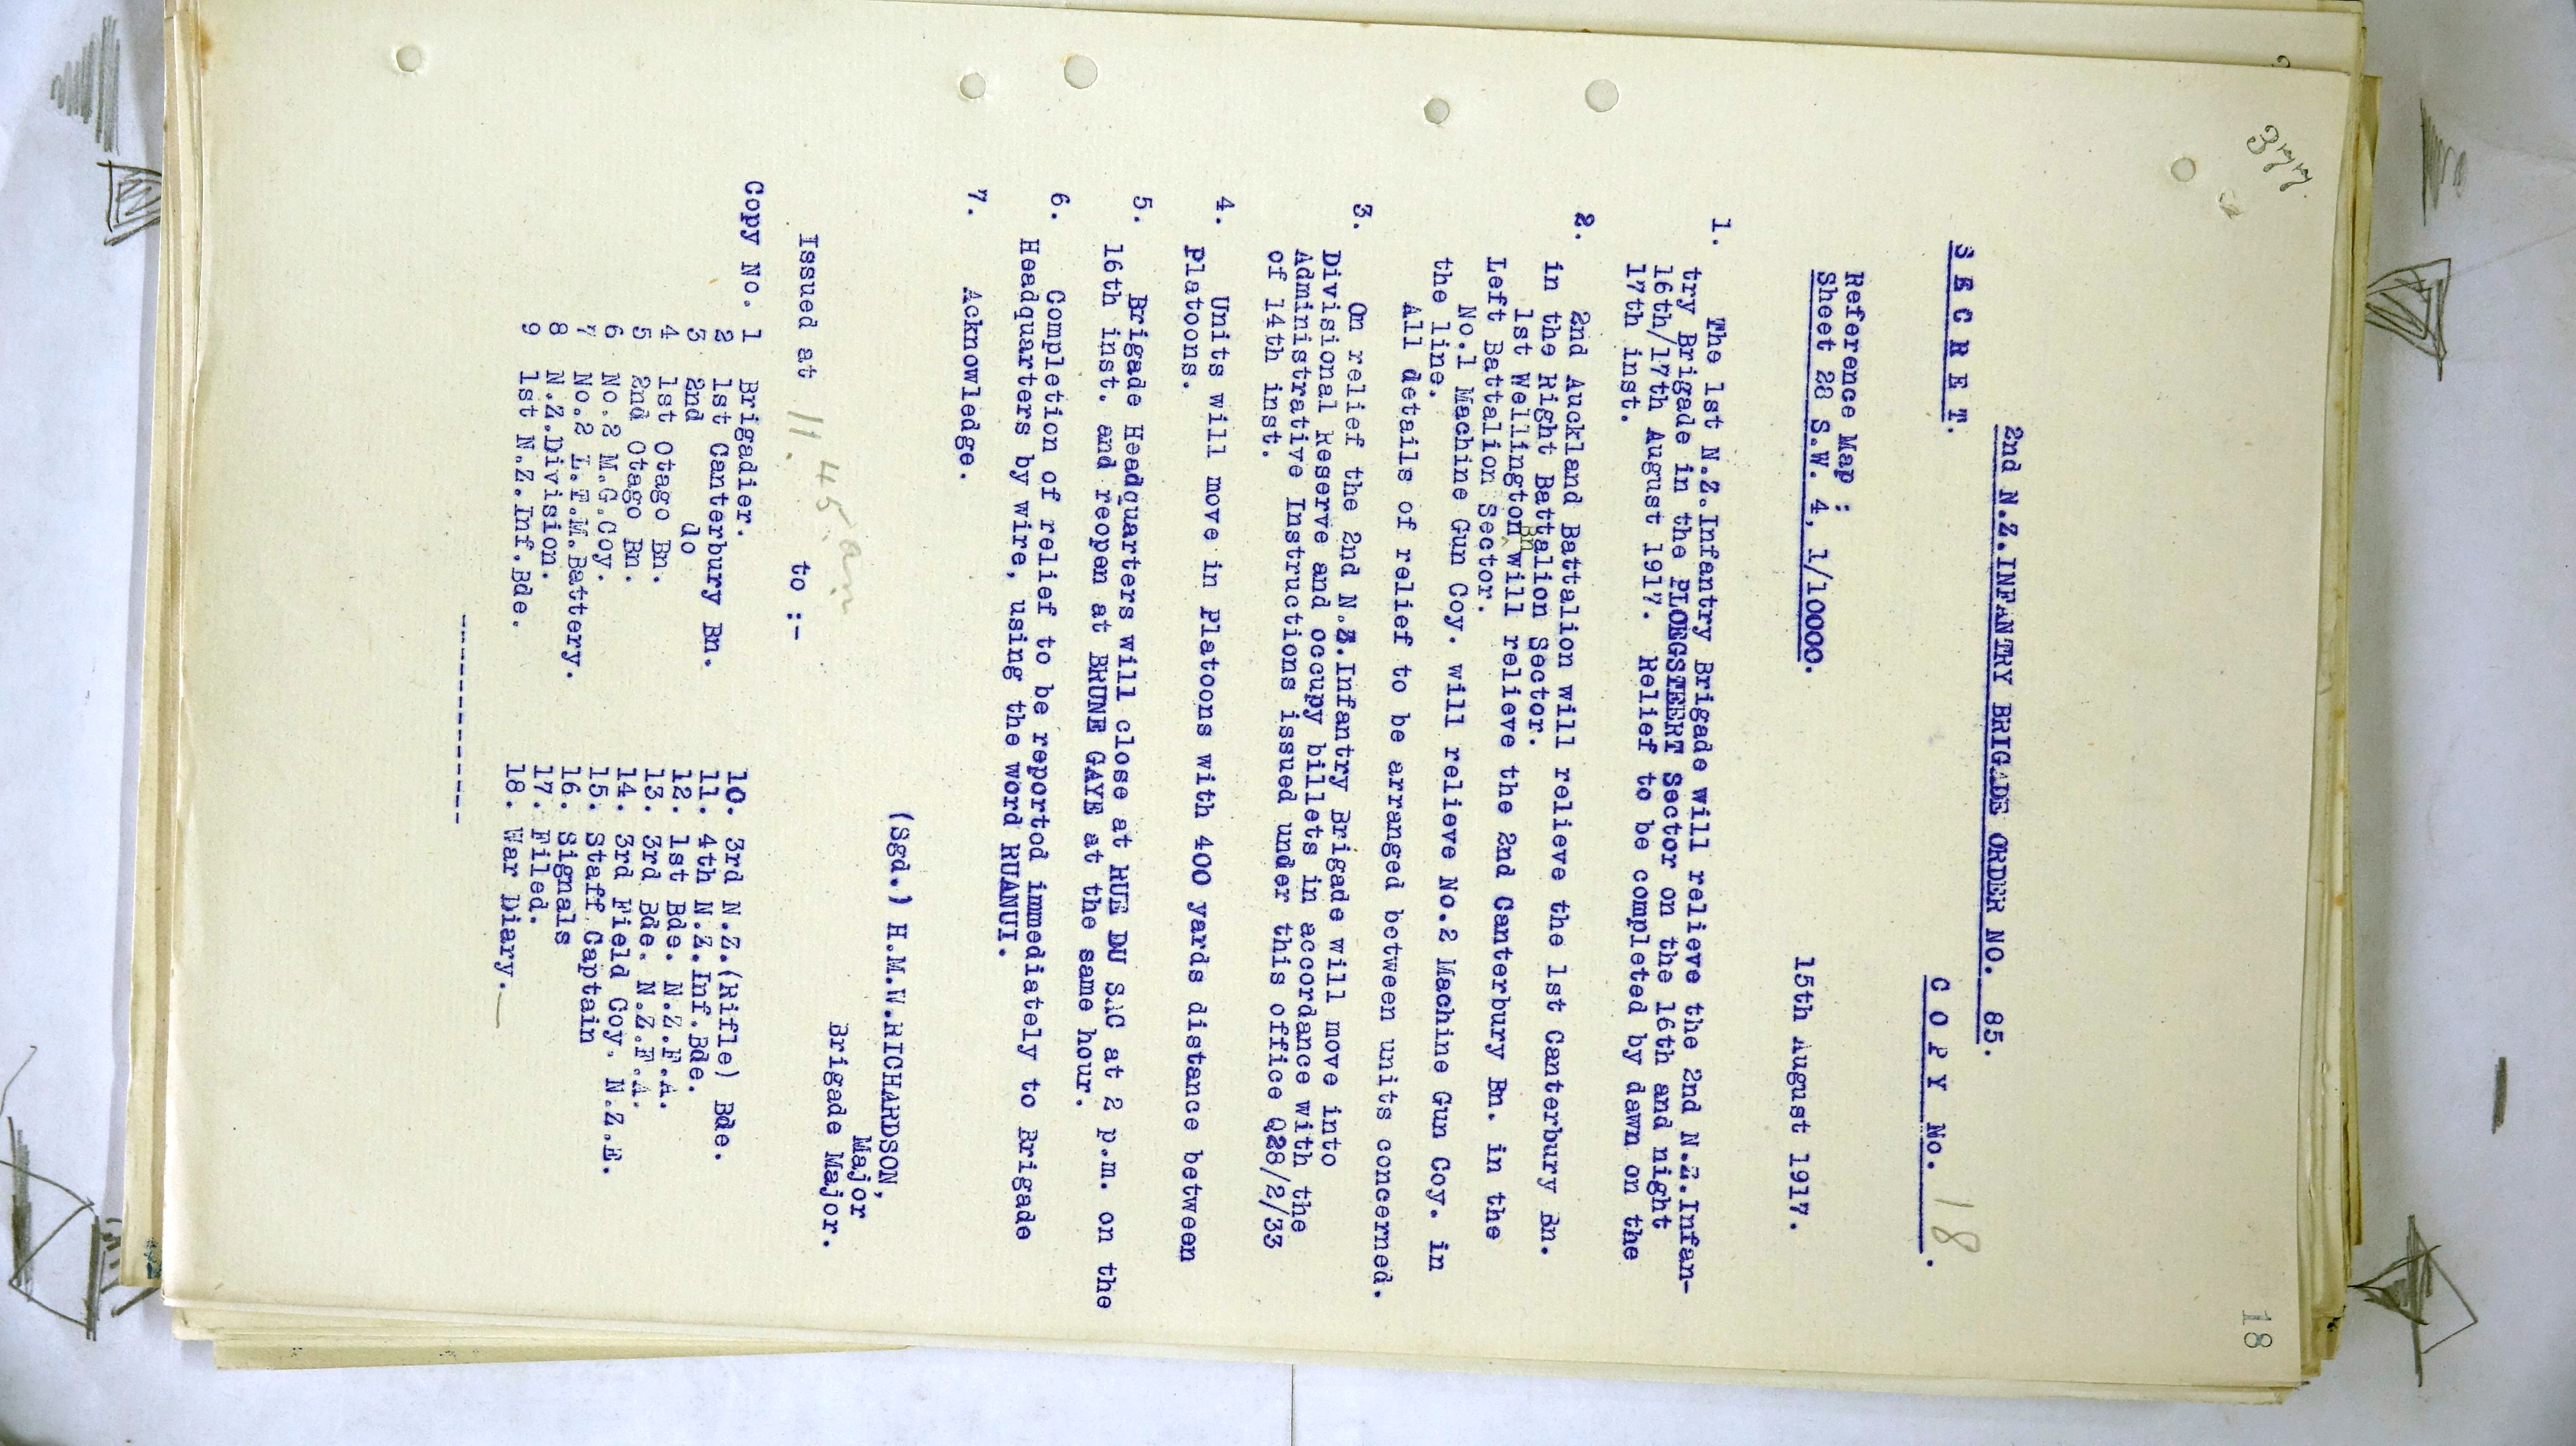 377
18
2nd N.Z.INFANTRY BRIGADE ORDER NO. 85.
S E C R E T.
C O P Y No. 18.
Reference Map :
Sheet 28 S.W. 4, 1/10000.
15th August 1917.
1. The 1st N.Z.Infantry Brigade will relieve the 2nd N.Z.Infan-
try Brigade in the PLOEGSTEERT Sector on the 16th and night
16th/17th August 1917. Relief to be completed by dawn on the
17th inst.
2. 2nd Auckland Battalion will relieve the 1st Canterbury Bn.
in the Right Battalion Sector.
1st Wellington Bn will relieve the 2nd Canterbury Bn. in the
Left Battalion Sector.
No.1 Machine Gun Coy. will relieve No.2 Machine Gun Coy. in
the line.
All details of relief to be arranged between units concerned.
3. On relief the 2nd N.Z.Infantry Brigade will move into
Divisional Reserve and occupy billets in accordance with the
Administrative Instructions issued under this office Q28/2/33
of 14th inst.
4. Units will move in Platoons with 400 yards distance between
Platoons.
5. Brigade Headquarters will close at RUE DU SAC at 2 p.m. on the
16th inst. and reopen at BRUNE GAYE at the same hour.
6. Completion of relief to be reported immediately to Brigade
Headquarters by wire, using the word RUANUI.
7. Acknowledge.
(Sgd.) H.M.W.RICHARDSON,
Major
Brigade Major.
Issued at 11.45.am to :-
Copy No. 1 Brigadier.
2 1st Canterbury Bn.
3 2nd do
4 1st Otago Bn.
5 2nd Otago Bn.
6 No.2 M.G.Coy.
7 No.2 L.T.M.Battery.
8 N.Z.Division.
9 1st N.Z.Inf.Bde.
10. 3rd N.Z.(Rifle) Bde.
11. 4th N.Z.Inf.Bde.
12. 1st Bde. N.Z.F.A.
13. 3rd Bde. N.Z.F.A.
14. 3rd Field Coy. N.Z.E.
15. Staff Captain
16. Signals
17. Filed.
18. War Diary.